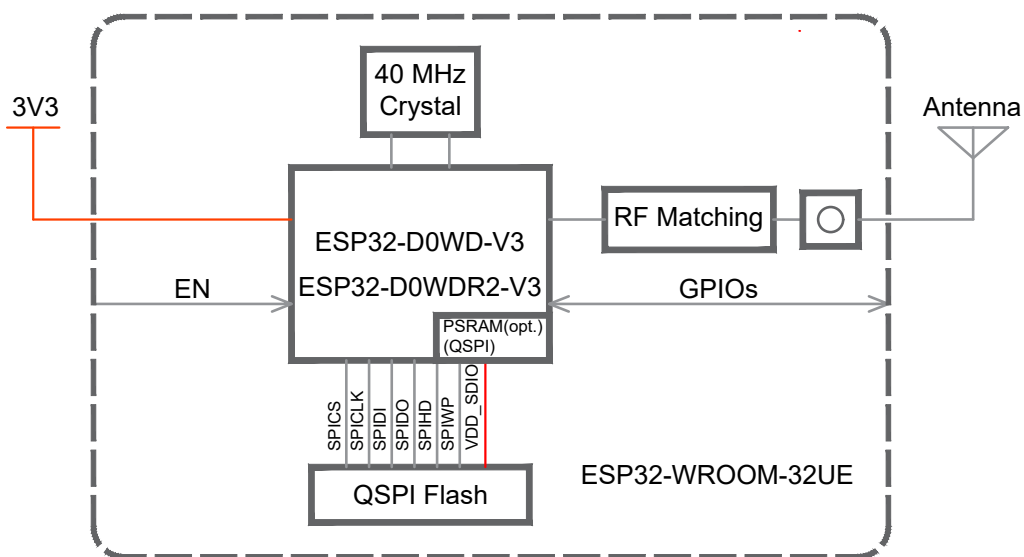 40 MHz
Crystal
3V3
Antenna
RF Matching
ESP32-D0WD-V3
ESP32-D0WDR2-V3
EN
GPIOs
PSRAM(opt.)
(QSPI)
SPICS
SPICLK
SPIDI
SPIDO
SPIHD
SPIWP
VDD_SDIO
QSPI Flash
ESP32-WROOM-32UE